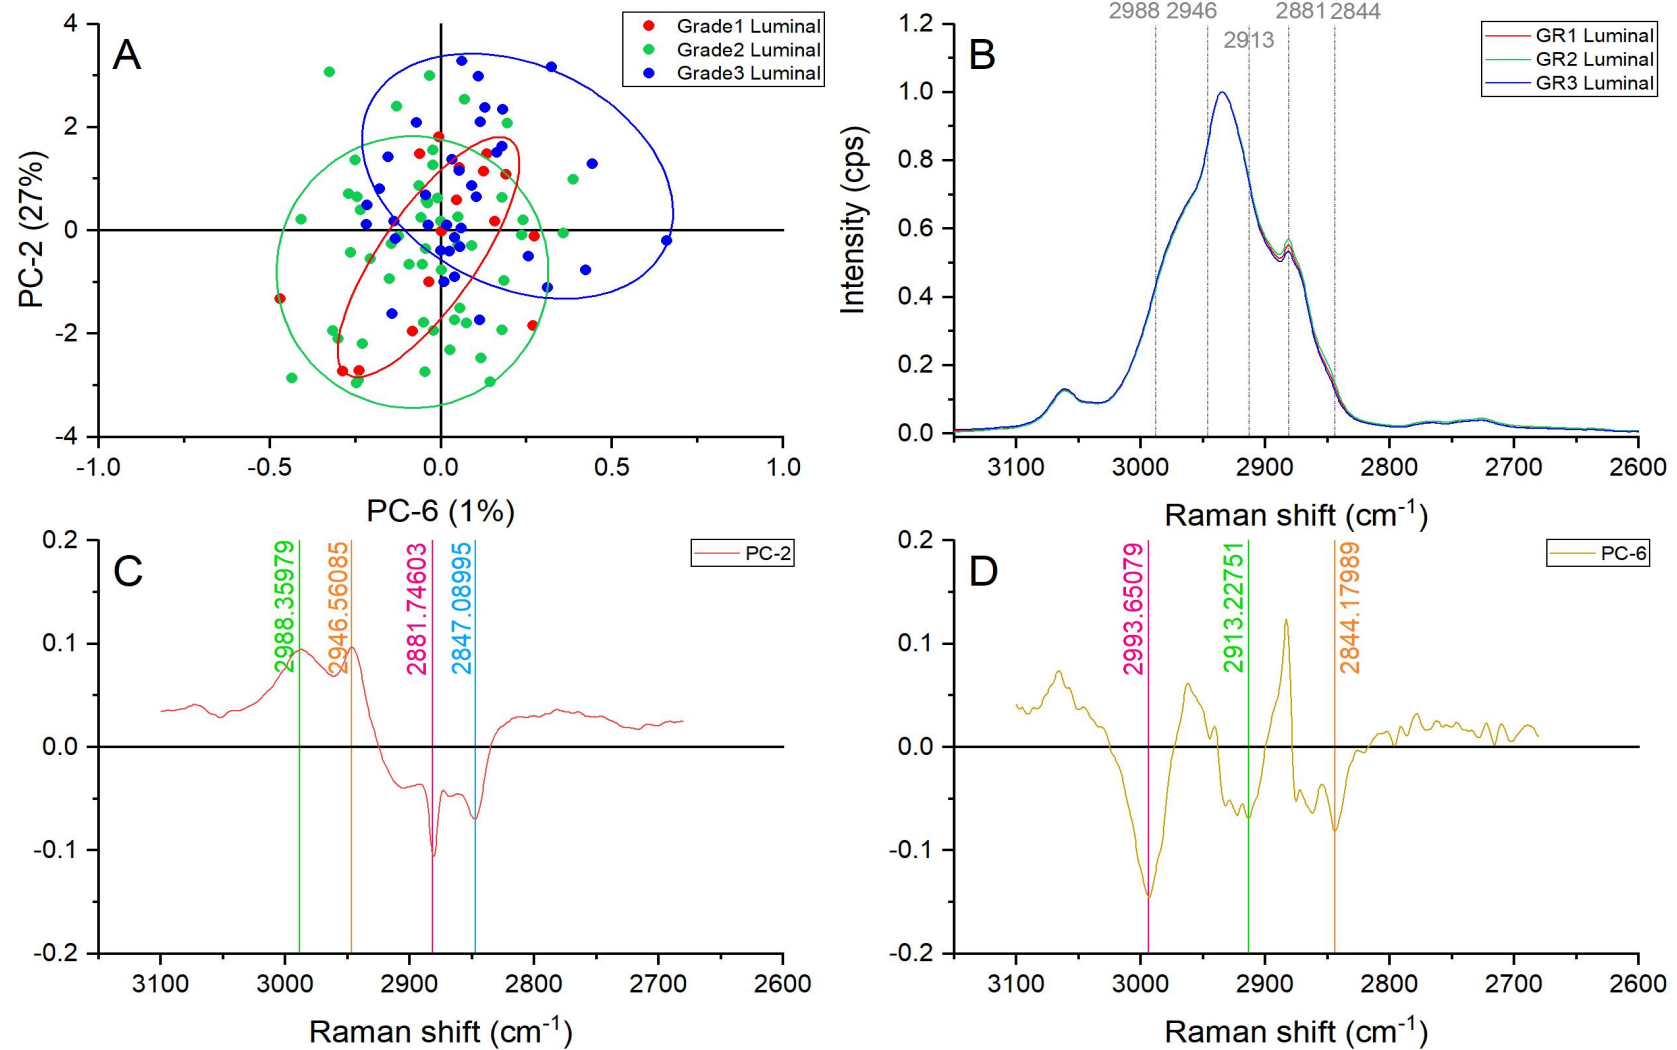 A
Grade1 Luminal
Grade2 Luminal
Grade3 Luminal
4
2
0
-2
-4
PC-2 (27%)
-1.0 -0.5 0.0 0.5 1.0
PC-6 (1%)
2988 2946 2881 2844
2913
B
GR1 Luminal
GR2 Luminal
GR3 Luminal
1.2
1.0
0.8
0.6
0.4
0.2
0.0
Intensity (cps)
3100 3000 2900 2800 2700 2600
Raman shift (cm-1)
C
2988.35979
2946.56085
2881.74603
2847.08995
PC-2
0.2
0.1
0.0
-0.1
-0.2
3100 3000 2900 2800 2700 2600
Raman shift (cm-1)
D
2993.65079
2913.22751
2844.17989
PC-6
0.2
0.1
0.0
-0.1
-0.2
3100 3000 2900 2800 2700 2600
Raman shift (cm-1)